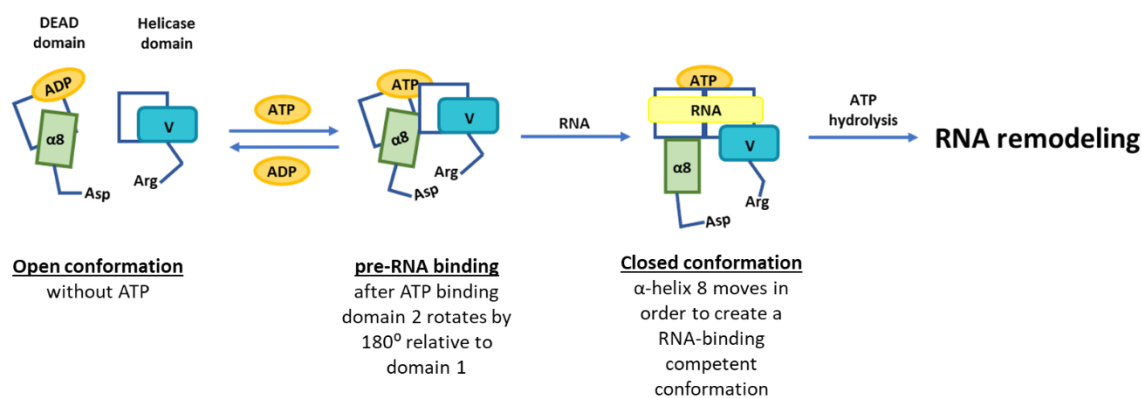 DEAD
domain
Helicase
domain
ADP
α8
Asp
V
Arg
ATP
ADP
ATP
α8
V
Arg
Asp
RNA
ATP
RNA
V
α8
Arg
Asp
ATP
hydrolysis
RNA remodeling
Open conformation
without ATP
pre-RNA binding
after ATP binding
domain 2 rotates by
180⁰ relative to
domain 1
Closed conformation
α-helix 8 moves in
order to create a
RNA-binding
competent
conformation